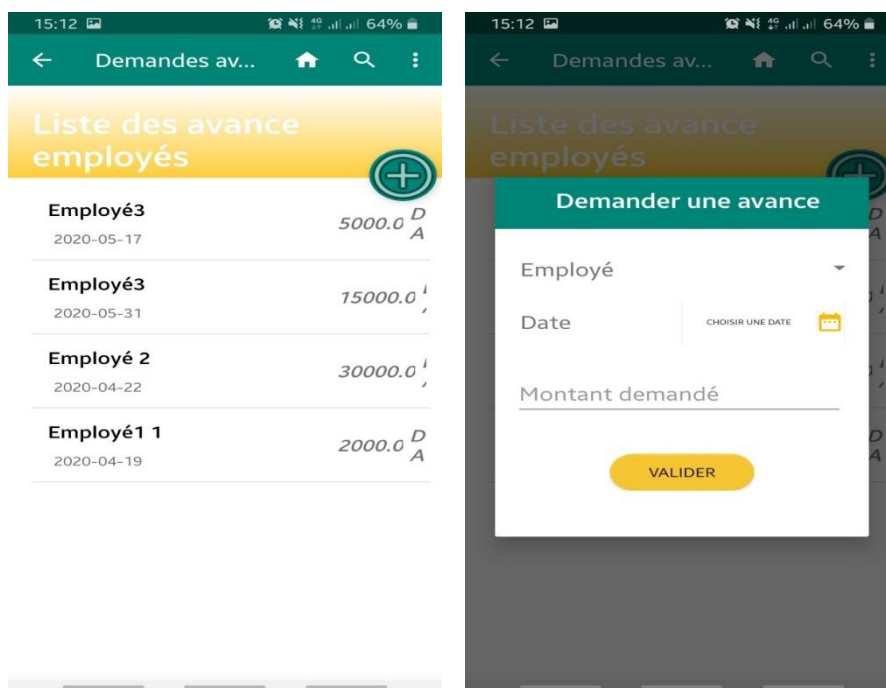 15:12 4G 64%
Demandes av...
Liste des avance
employés
Employé3
2020-05-17
5000.0 D
A
Employé3
2020-05-31
15000.0
Employé 2
2020-04-22
30000.0
Employé1 1
2020-04-19
2000.0 D
A
15:12 4G 64%
Demandes av...
Liste des avance
employés
Demander une avance
Employé
Date CHOISIR UNE DATE
Montant demandé
VALIDER
D
A
D
A